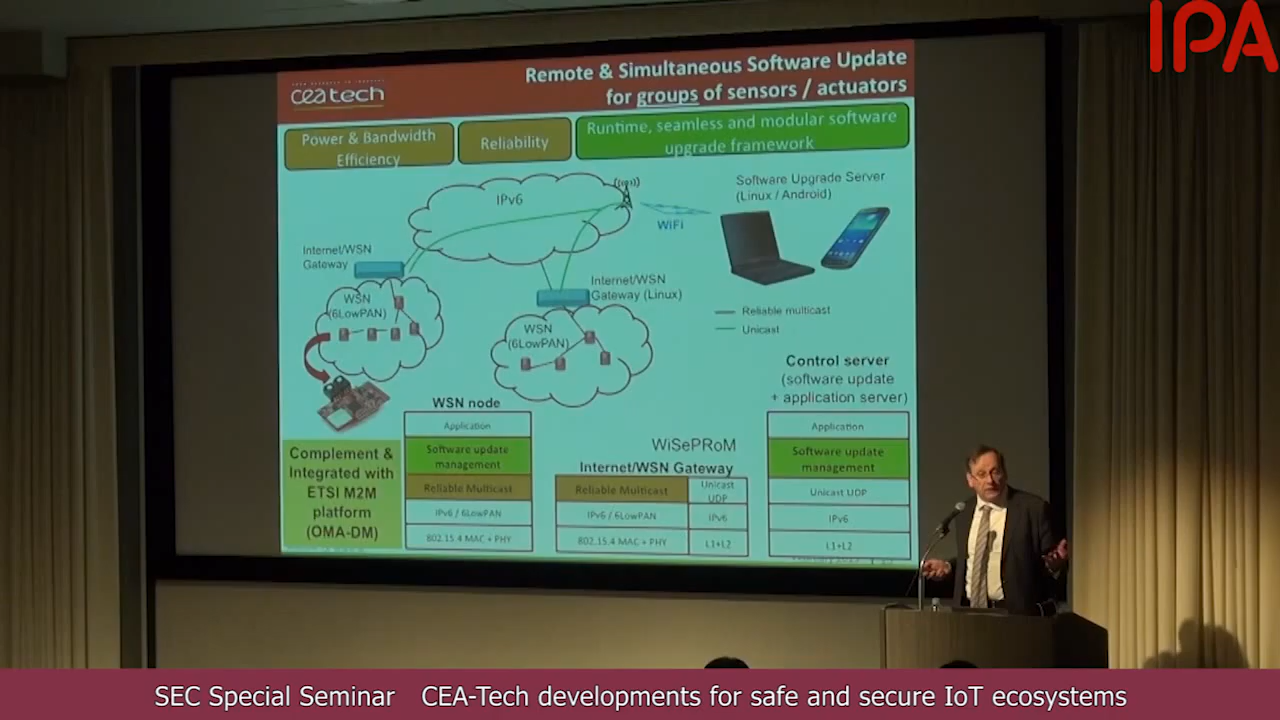 IPA
ceatech
Remote & Simultaneous Software Update
for groups of sensors / actuators
Power & Bandwidth
Efficiency
Reliability
Runtime, seamless and modular software
upgrade framework
IPv6
WiFi
Software Upgrade Server
(Linux / Android)
Internet/WSN
Gateway
WSN
(6LowPAN)
Internet/WSN
Gateway (Linux)
WSN
(6LowPAN)
Reliable multicast
Unicast
Control server
(software update
+ application server)
WSN node
Application
Software update
management
Reliable Multicast
IPv6 / 6LowPAN
802.15.4 MAC + PHY
Complement &
Integrated with
ETSI M2M
platform
(OMA-DM)
WiSePRoM
Internet/WSN Gateway
Reliable Multicast
Unicast
UDP
IPv6 / 6LowPAN
IPv6
802.15.4 MAC + PHY
L1+L2
Application
Software update
management
Unicast UDP
IPv6
L1+L2
SEC Special Seminar CEA-Tech developments for safe and secure IoT ecosystems